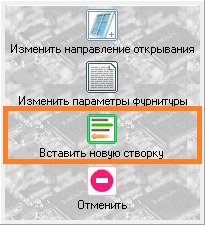 Изменить направление открывания
Изменить параметры фурнитуры
Вставить новую створку
Отменить